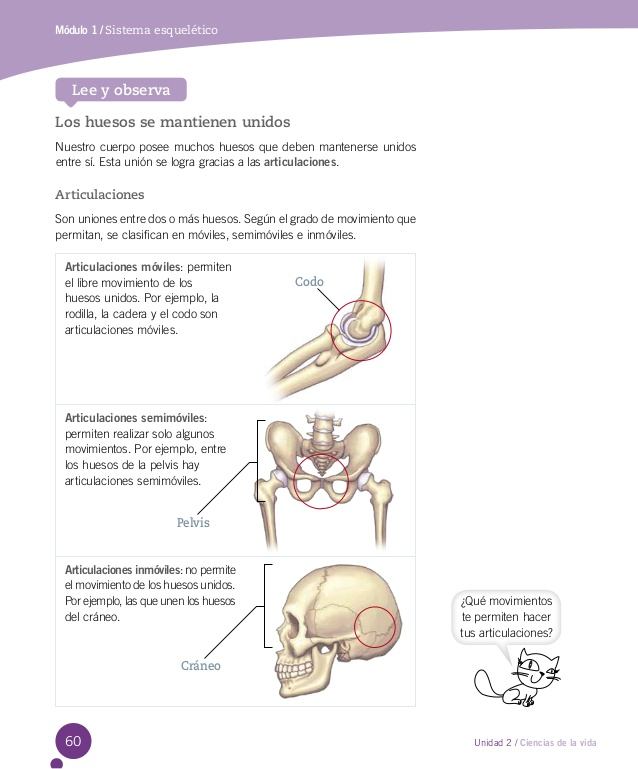 Módulo 1 / Sistema esquelético
Lee y observa
Los huesos se mantienen unidos
Nuestro cuerpo posee muchos huesos que deben mantenerse unidos
entre sí. Esta unión se logra gracias a las articulaciones.
Articulaciones
Son uniones entre dos o más huesos. Según el grado de movimiento que
permitan, se clasifican en móviles, semimóviles e inmóviles.
Articulaciones móviles: permiten
el libre movimiento de los
huesos unidos. Por ejemplo, la
rodilla, la cadera y el codo son
articulaciones móviles.
Codo
Articulaciones semimóviles:
permiten realizar solo algunos
movimientos. Por ejemplo, entre
los huesos de la pelvis hay
articulaciones semimóviles.
Pelvis
Articulaciones inmóviles: no permite
el movimiento de los huesos unidos.
Por ejemplo, las que unen los huesos
del cráneo.
Cráneo
¿Qué movimientos
te permiten hacer
tus articulaciones?
60
Unidad 2 / Ciencias de la vida